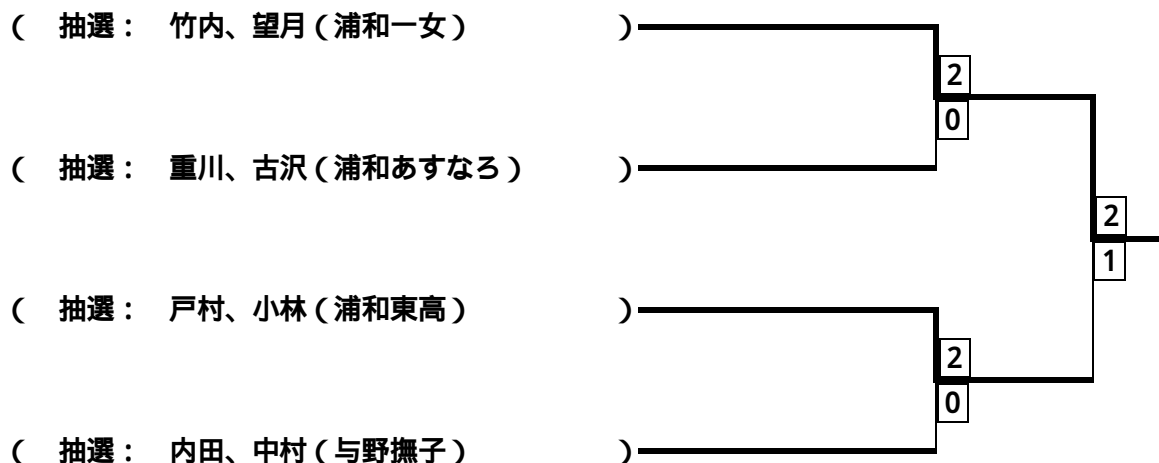 ( 抽選： 竹内、望月（浦和一女） )
2
0
( 抽選： 重川、古沢（浦和あすなろ） )
2
1
( 抽選： 戸村、小林（浦和東高） )
2
0
( 抽選： 内田、中村（与野撫子） )